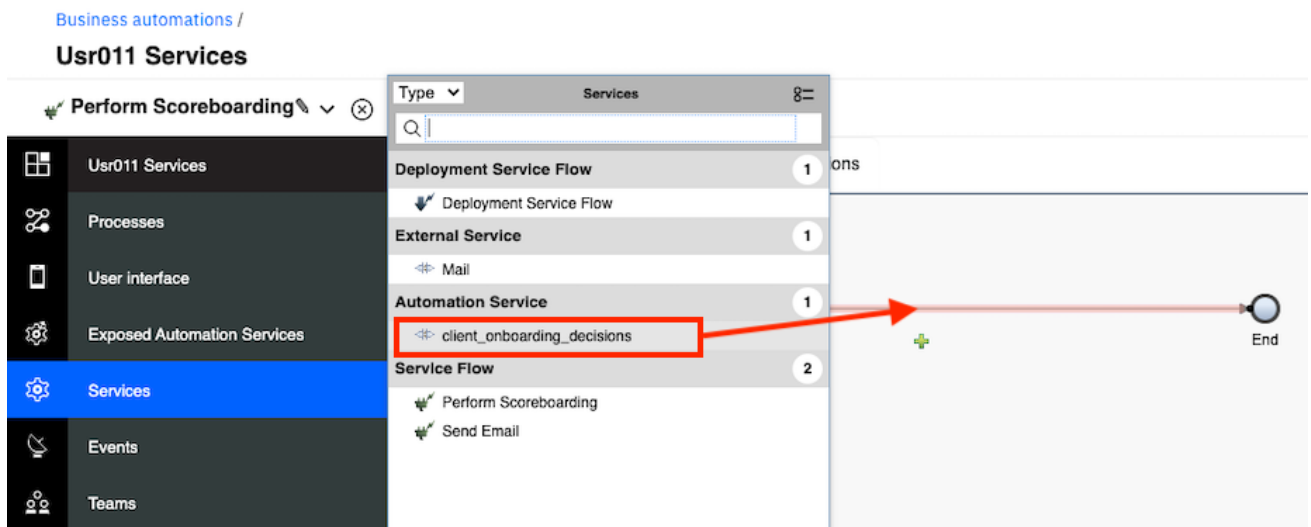 Business automations /
Usr011 Services
Perform Scoreboarding
Type
Services
Usr011 Services
Processes
User interface
Exposed Automation Services
Services
Events
Teams
Deployment Service Flow 1
Deployment Service Flow
External Service 1
Mail
Automation Service 1
client_onboarding_decisions
Service Flow 2
Perform Scoreboarding
Send Email
ons
End